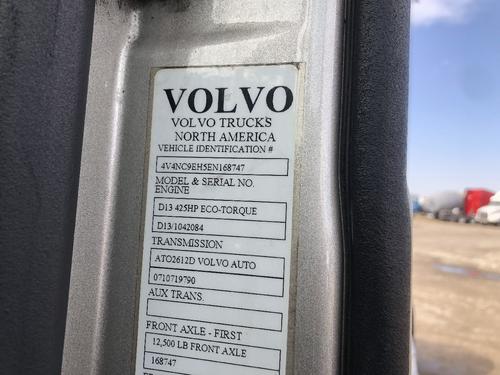 VOLVO
VOLVO TRUCKS
NORTH AMERICA
VEHICLE IDENTIFICATION #
4V4NC9EH5EN168747
MODEL & SERIAL NO.
ENGINE
D13 425HP ECO-TORQUE
D13/1042084
TRANSMISSION
ATO2612D VOLVO AUTO
0710719790
AUX TRANS.
FRONT AXLE - FIRST
12,500 LB FRONT AXLE
168747